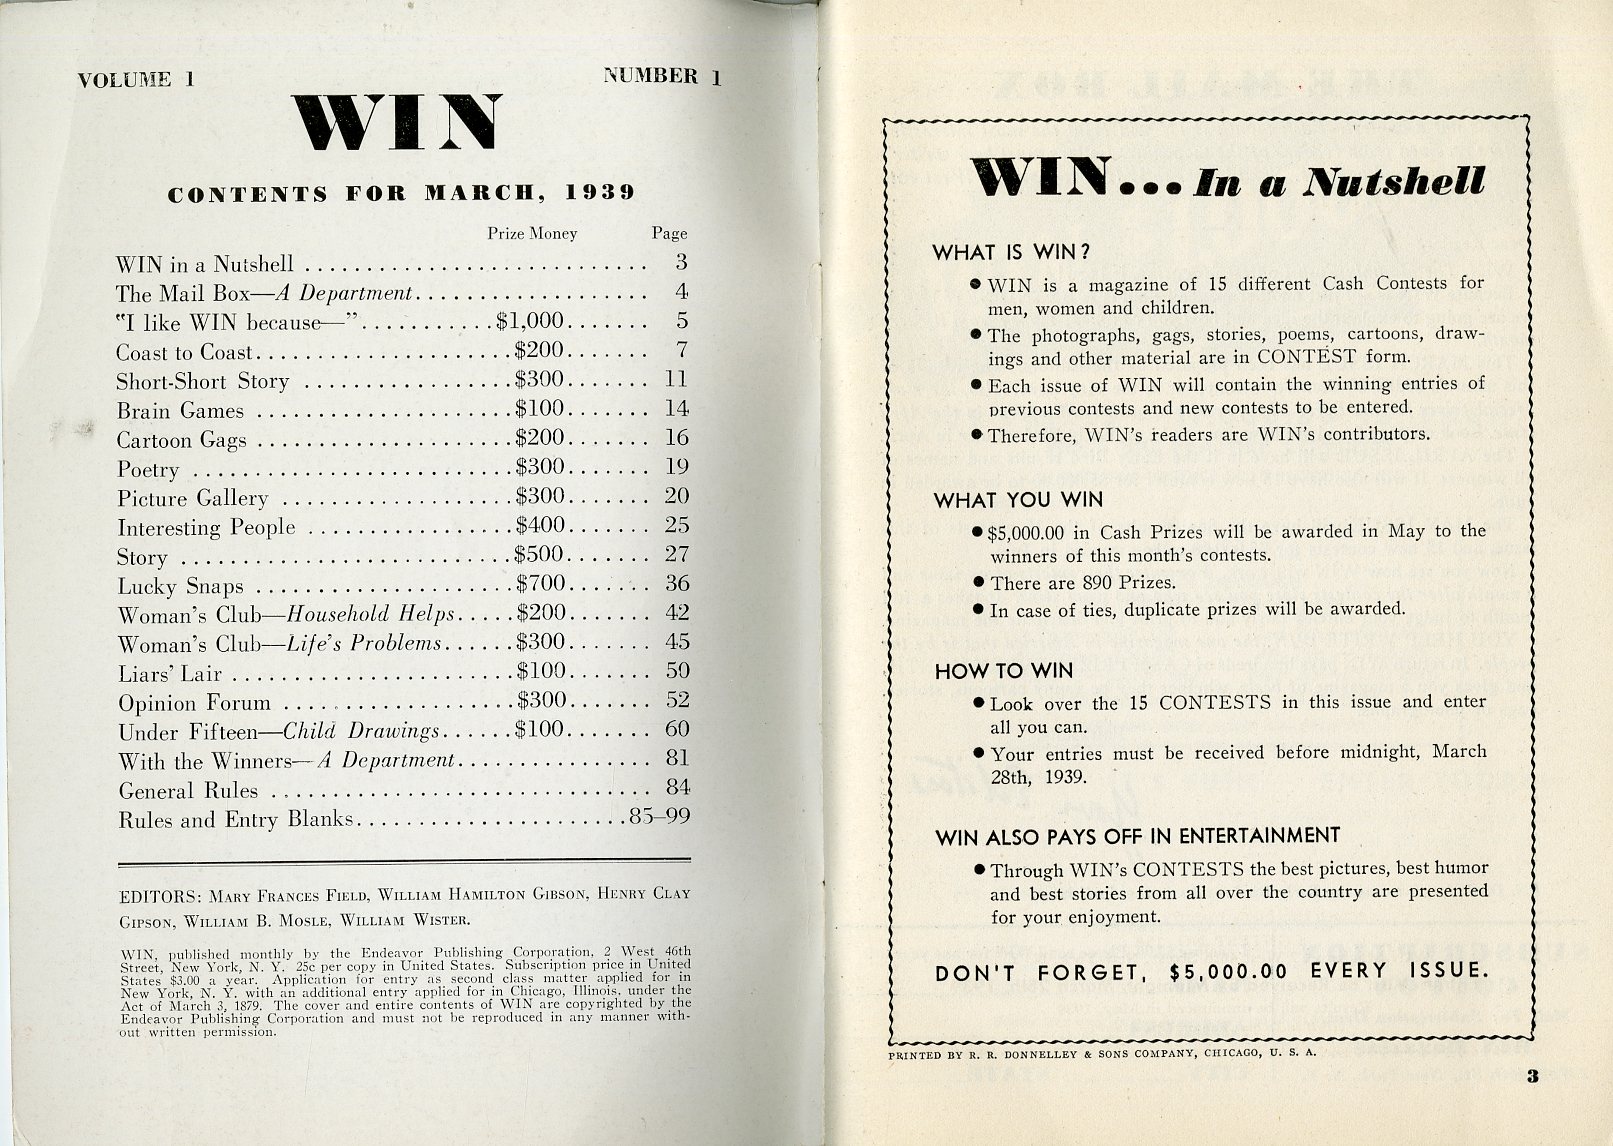 VOLUME 1 NUMBER 1
WIN
CONTENTS FOR MARCH, 1939
Prize Money Page
WIN in a Nutshell ............................ 3
The Mail Box—A Department................... 4
"I like WIN because—"...........$1,000....... 5
Coast to Coast.....................$200....... 7
Short-Short Story .................$300....... 11
Brain Games .....................$100....... 14
Cartoon Gags .....................$200....... 16
Poetry ..........................$300....... 19
Picture Gallery ...................$300....... 20
Interesting People .................$400....... 25
Story ...........................$500....... 27
Lucky Snaps .....................$700....... 36
Woman's Club—Household Helps.....$200....... 42
Woman's Club—Life's Problems......$300....... 45
Liars' Lair .......................$100....... 50
Opinion Forum ...................$300....... 52
Under Fifteen—Child Drawings......$100....... 60
With the Winners—A Department................ 81
General Rules ............................... 84
Rules and Entry Blanks......................85–99
EDITORS: Mary Frances Field, William Hamilton Gibson, Henry Clay
Gipson, William B. Mosle, William Wister.
WIN, published monthly by the Endeavor Publishing Corporation, 2 West 46th
Street, New York, N. Y. 25c per copy in United States. Subscription price in United
States $3.00 a year. Application for entry as second class matter applied for in
New York, N. Y. with an additional entry applied for in Chicago, Illinois, under the
Act of March 3, 1879. The cover and entire contents of WIN are copyrighted by the
Endeavor Publishing Corporation and must not be reproduced in any manner with-
out written permission.
WIN... In a Nutshell
WHAT IS WIN?
● WIN is a magazine of 15 different Cash Contests for
men, women and children.
● The photographs, gags, stories, poems, cartoons, draw-
ings and other material are in CONTEST form.
● Each issue of WIN will contain the winning entries of
previous contests and new contests to be entered.
● Therefore, WIN's readers are WIN's contributors.
WHAT YOU WIN
● $5,000.00 in Cash Prizes will be awarded in May to the
winners of this month's contests.
● There are 890 Prizes.
● In case of ties, duplicate prizes will be awarded.
HOW TO WIN
● Look over the 15 CONTESTS in this issue and enter
all you can.
● Your entries must be received before midnight, March
28th, 1939.
WIN ALSO PAYS OFF IN ENTERTAINMENT
● Through WIN's CONTESTS the best pictures, best humor
and best stories from all over the country are presented
for your enjoyment.
DON'T FORGET, $5,000.00 EVERY ISSUE.
PRINTED BY R. R. DONNELLEY & SONS COMPANY, CHICAGO, U. S. A.
3